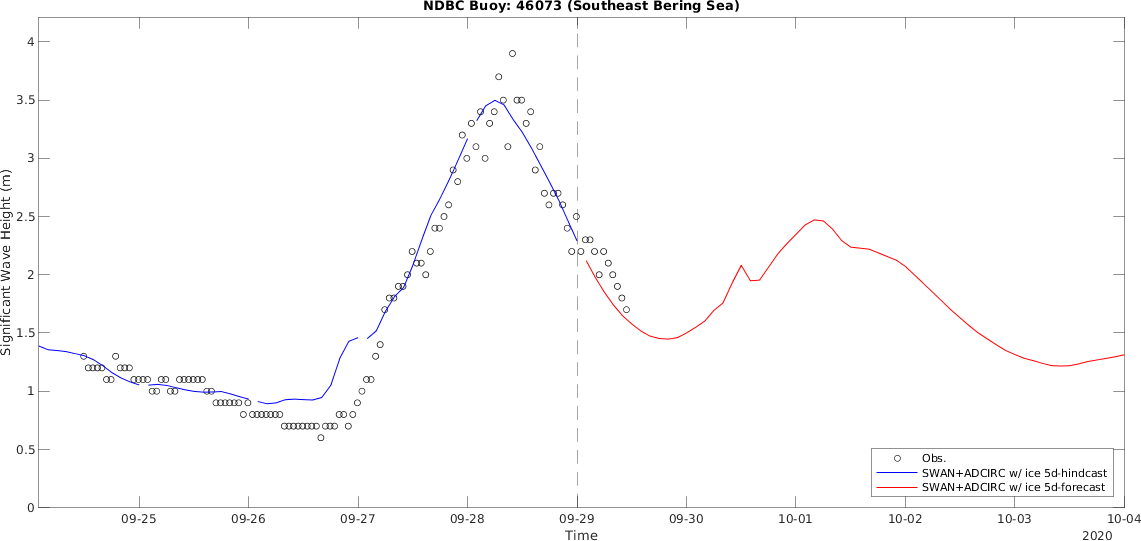 NDBC Buoy: 46073 (Southeast Bering Sea)
Significant Wave Height (m)
4
3.5
3
2.5
2
1.5
1
0.5
0
Obs.
SWAN+ADCIRC w/ ice 5d-hindcast
SWAN+ADCIRC w/ ice 5d-forecast
09-25 09-26 09-27 09-28 09-29 09-30 10-01 10-02 10-03 10-04
Time
2020